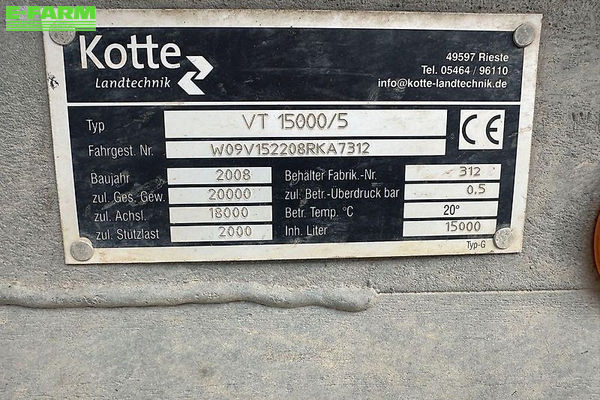 E-FARM
Kotte
Landtechnik
49597 Rieste
Tel. 05464 / 96110
info@kotte-landtechnik.de
Typ VT 15000/5
CE
Fahrgest. Nr. W09V152208RKA7312
Baujahr 2008 Behälter Fabrik.-Nr. 312
zul. Ges. Gew. 20000 zul. Betr.-Überdruck bar 0.5
zul. Achsl. 18000 Betr. Temp. °C 20°
zul. Stützlast 2000 Inh. Liter 15000
Typ-G